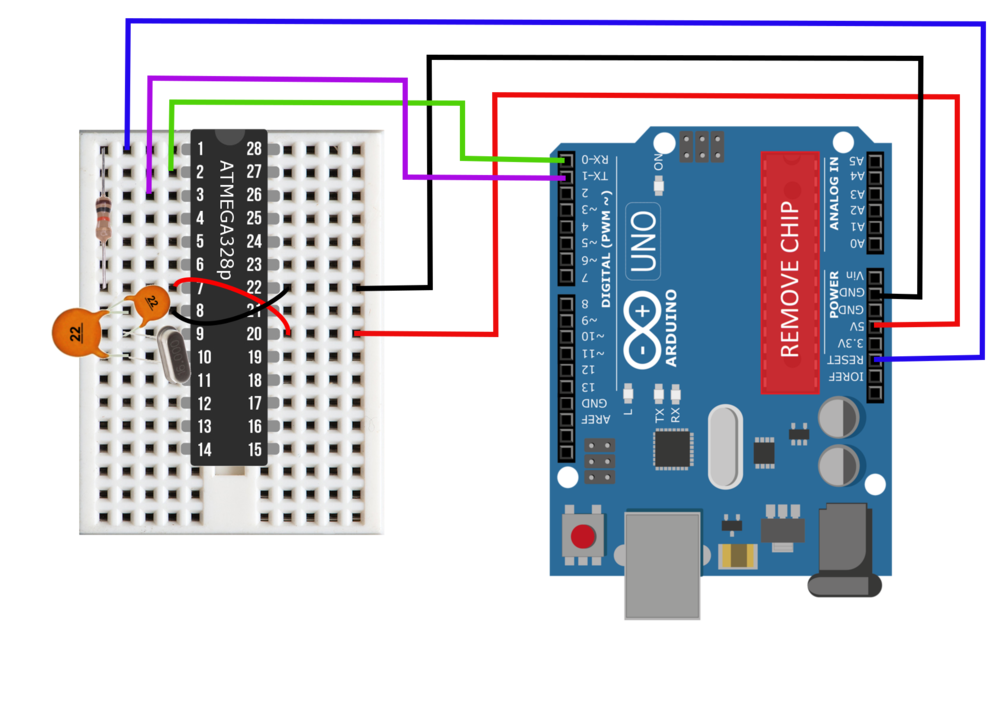 1 28
2 27
3 26
4 25
5 24
6 23
7 22
8 21
9 20
10 19
11 18
12 17
13 16
14 15
ATMEGA328p
22
22
RX-0
TX-1
2
~3
4
~5
~6
7
8
~9
~10
~11
12
13
GND
AREF
DIGITAL (PWM ~)
ON
UNO
ARDUINO
L
TX
RX
REMOVE CHIP
ANALOG IN
A5
A4
A3
A2
A1
A0
POWER
Vin
GND
GND
5V
3.3V
RESET
IOREF